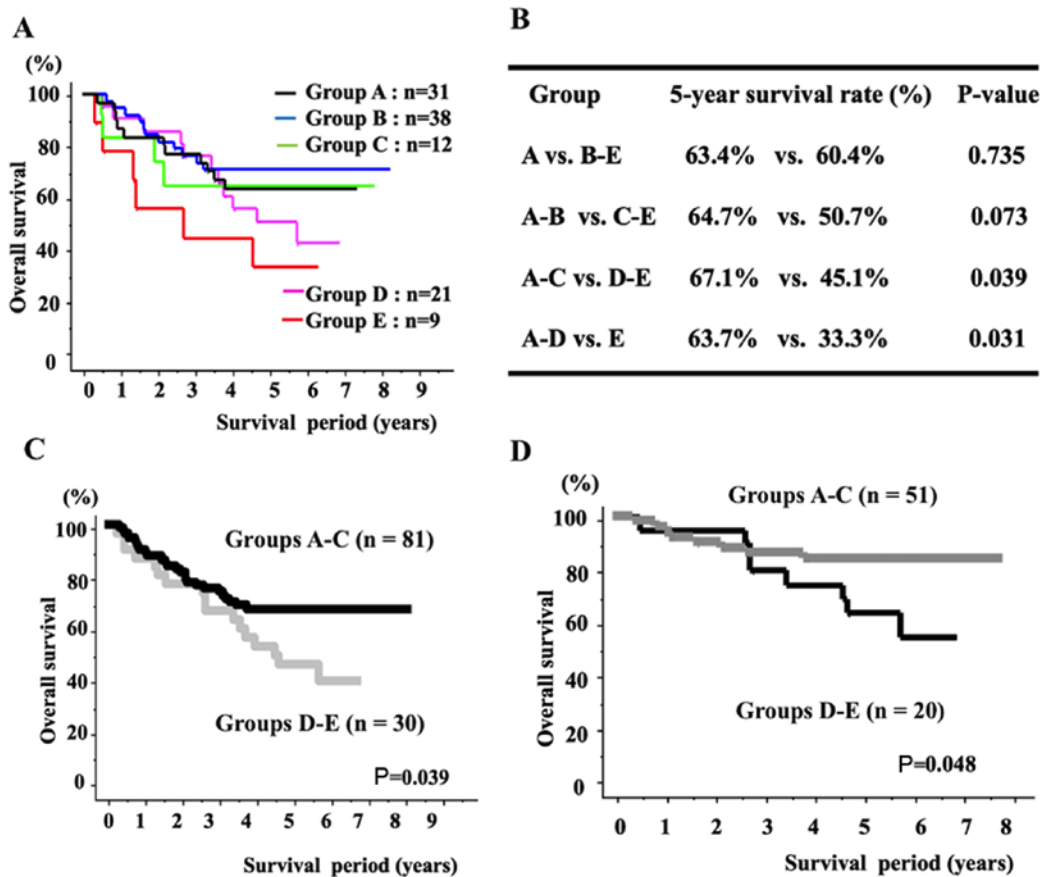 A
(%)
100
80
60
40
20
0
Overall survival
Group A : n=31
Group B : n=38
Group C : n=12
Group D : n=21
Group E : n=9
0 1 2 3 4 5 6 7 8 9
Survival period (years)
B
Group 5-year survival rate (%) P-value
A vs. B-E 63.4% vs. 60.4% 0.735
A-B vs. C-E 64.7% vs. 50.7% 0.073
A-C vs. D-E 67.1% vs. 45.1% 0.039
A-D vs. E 63.7% vs. 33.3% 0.031
C
(%)
100
80
60
40
20
0
Overall survival
Groups A-C (n = 81)
Groups D-E (n = 30)
P=0.039
0 1 2 3 4 5 6 7 8 9
Survival period (years)
D
(%)
100
80
60
40
20
0
Overall survival
Groups A-C (n = 51)
Groups D-E (n = 20)
P=0.048
0 1 2 3 4 5 6 7 8
Survival period (years)